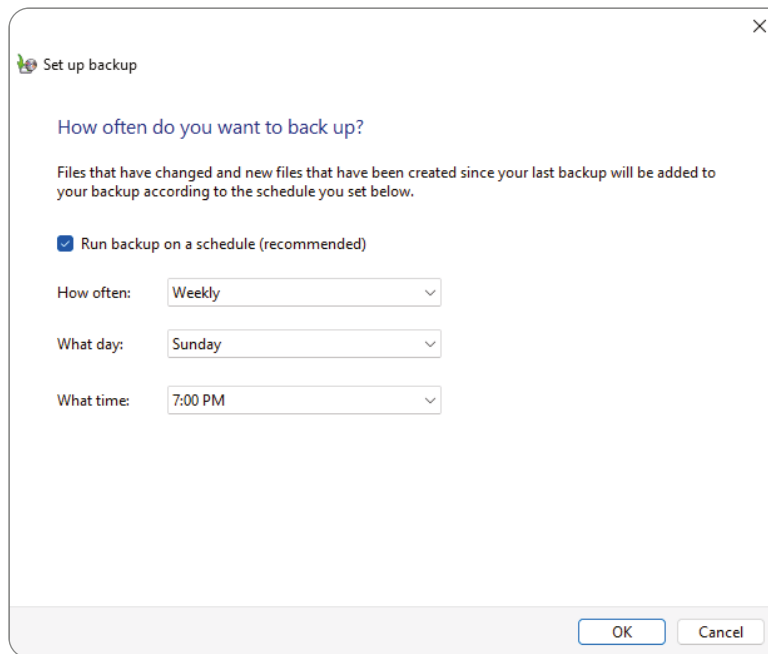 Set up backup
How often do you want to back up?
Files that have changed and new files that have been created since your last backup will be added to
your backup according to the schedule you set below.
Run backup on a schedule (recommended)
How often: Weekly
What day: Sunday
What time: 7:00 PM
OK Cancel